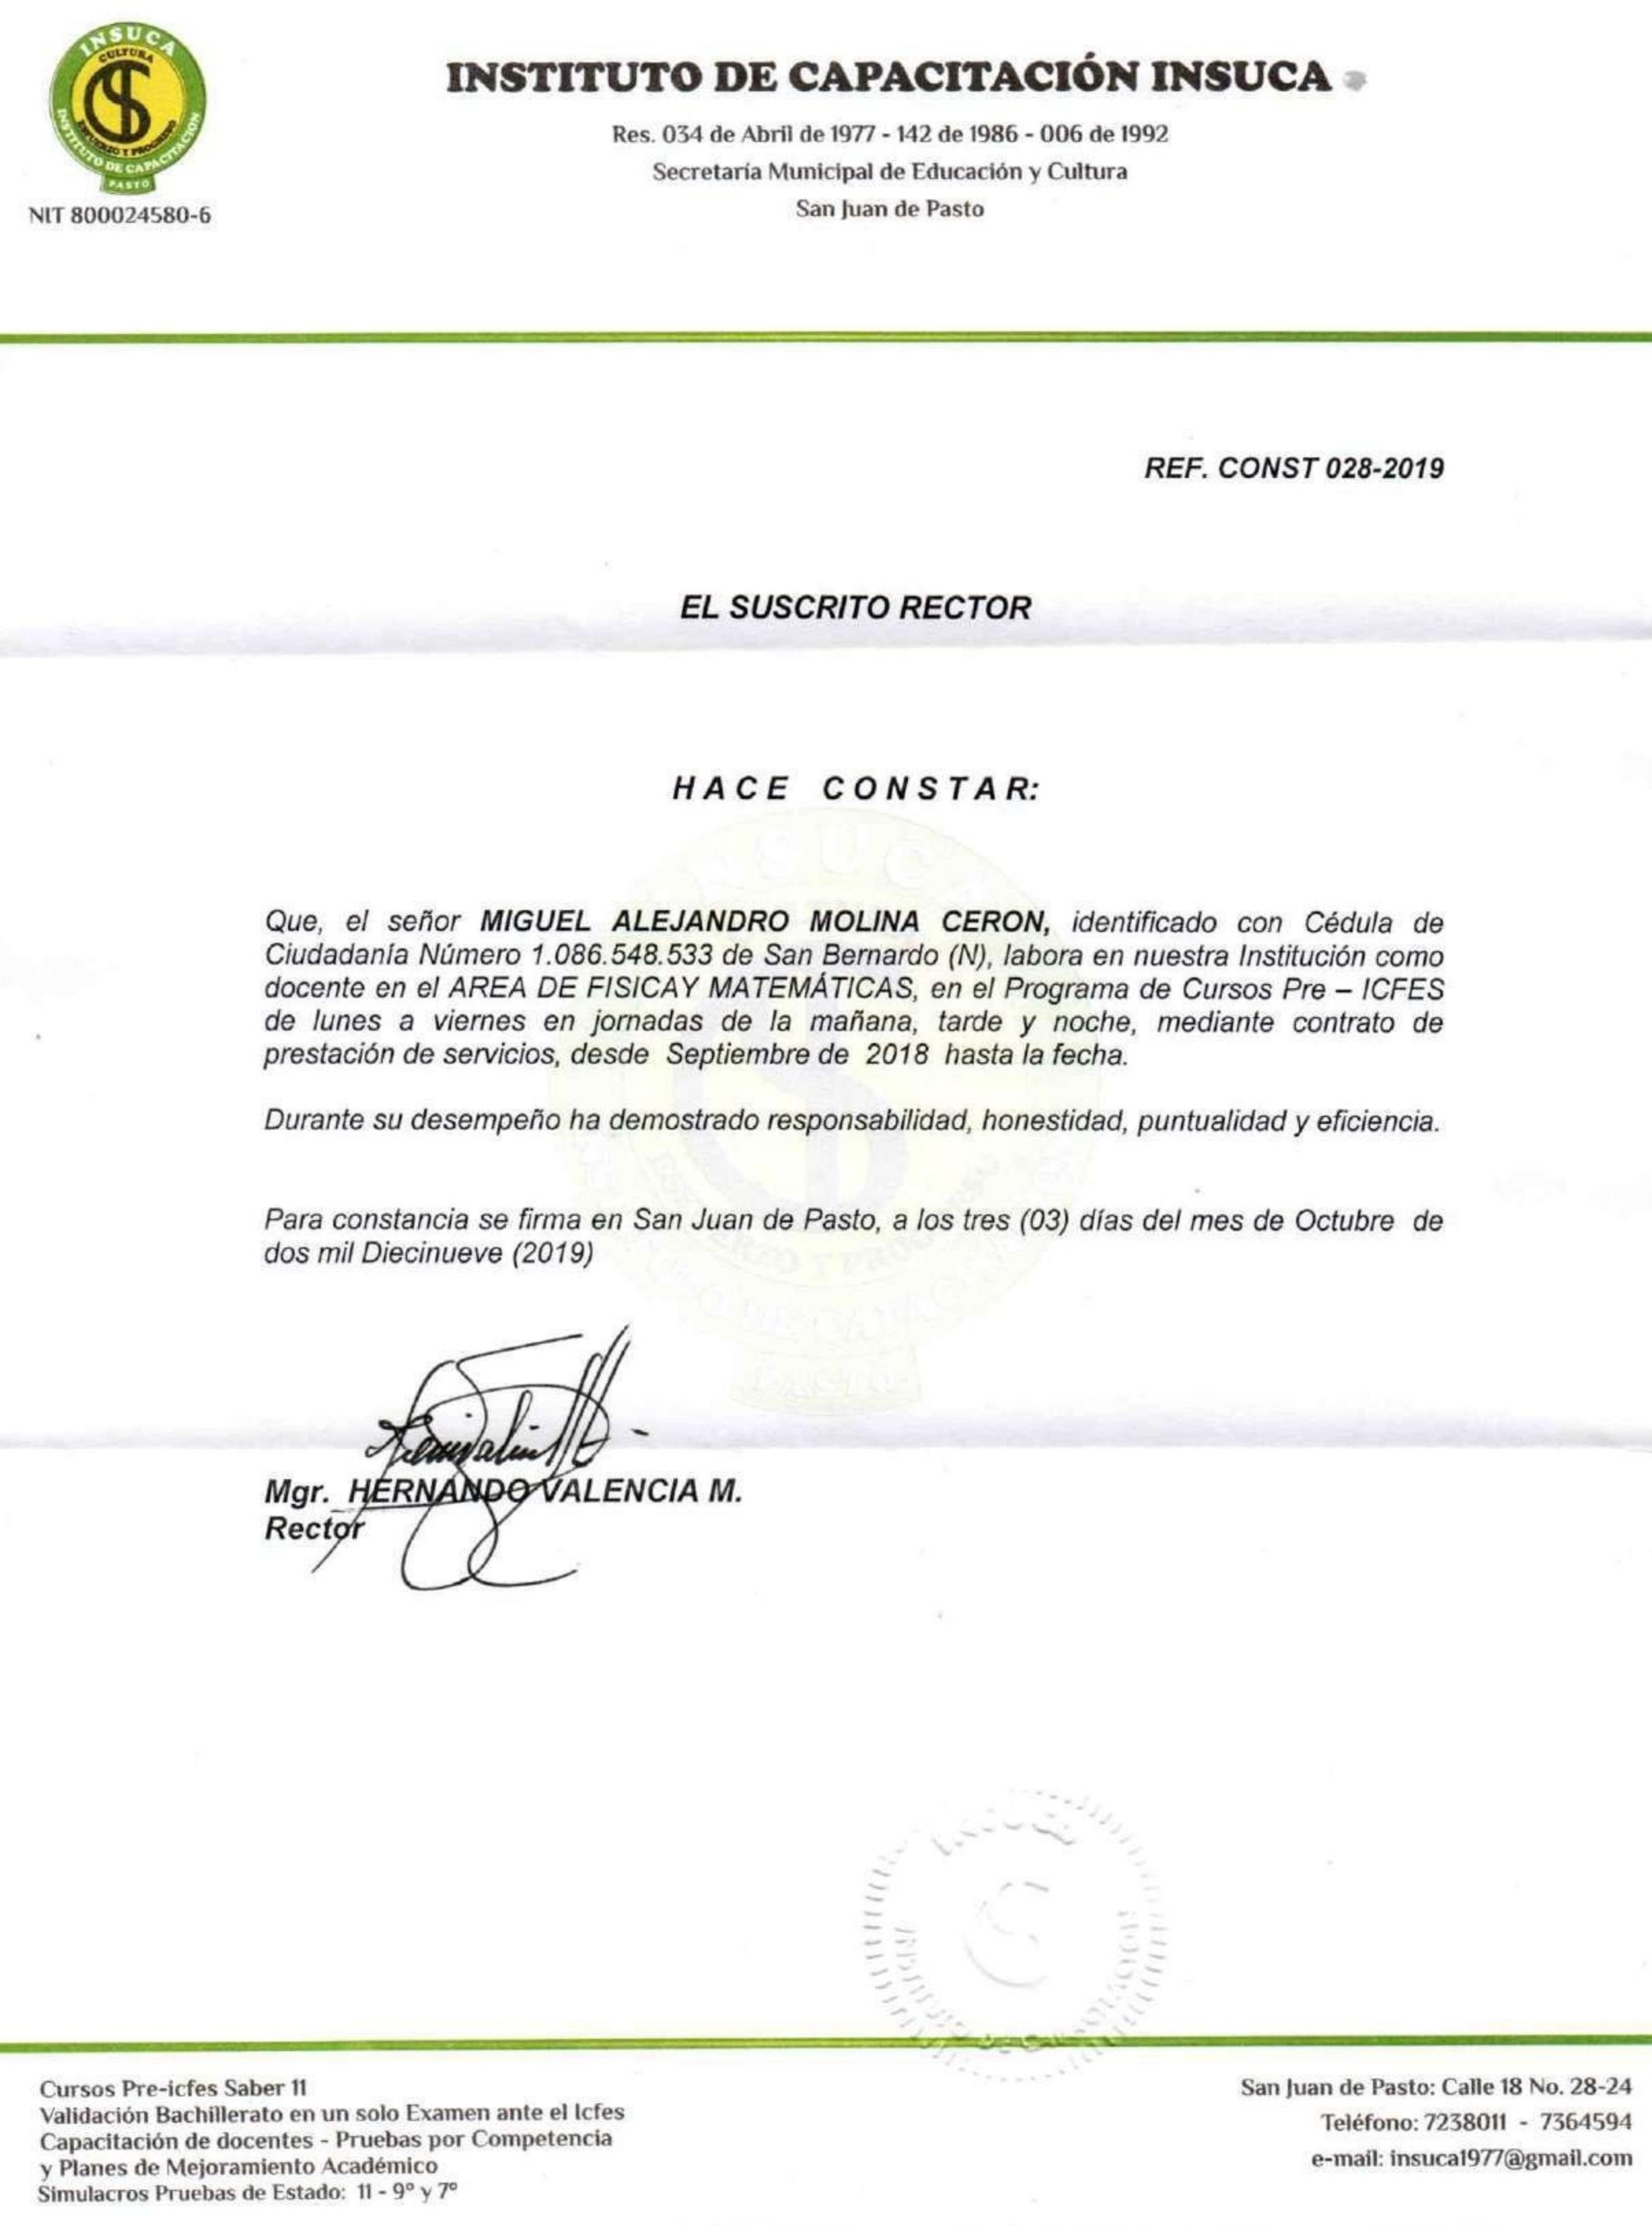 INSUCA
CULTURA
ESFUERZO Y PROGRESO
INSTITUTO DE CAPACITACION
PASTO
NIT 800024580-6
INSTITUTO DE CAPACITACIÓN INSUCA
Res. 034 de Abril de 1977 - 142 de 1986 - 006 de 1992
Secretaría Municipal de Educación y Cultura
San Juan de Pasto
REF. CONST 028-2019
EL SUSCRITO RECTOR
HACE CONSTAR:
Que, el señor MIGUEL ALEJANDRO MOLINA CERON, identificado con Cédula de
Ciudadanía Número 1.086.548.533 de San Bernardo (N), labora en nuestra Institución como
docente en el AREA DE FISICAY MATEMÁTICAS, en el Programa de Cursos Pre – ICFES
de lunes a viernes en jornadas de la mañana, tarde y noche, mediante contrato de
prestación de servicios, desde Septiembre de 2018 hasta la fecha.
Durante su desempeño ha demostrado responsabilidad, honestidad, puntualidad y eficiencia.
Para constancia se firma en San Juan de Pasto, a los tres (03) días del mes de Octubre de
dos mil Diecinueve (2019)
Mgr. HERNANDO VALENCIA M.
Rector
Cursos Pre-icfes Saber 11
Validación Bachillerato en un solo Examen ante el Icfes
Capacitación de docentes - Pruebas por Competencia
y Planes de Mejoramiento Académico
Simulacros Pruebas de Estado: 11 - 9° y 7°
San Juan de Pasto: Calle 18 No. 28-24
Teléfono: 7238011 - 7364594
e-mail: insuca1977@gmail.com